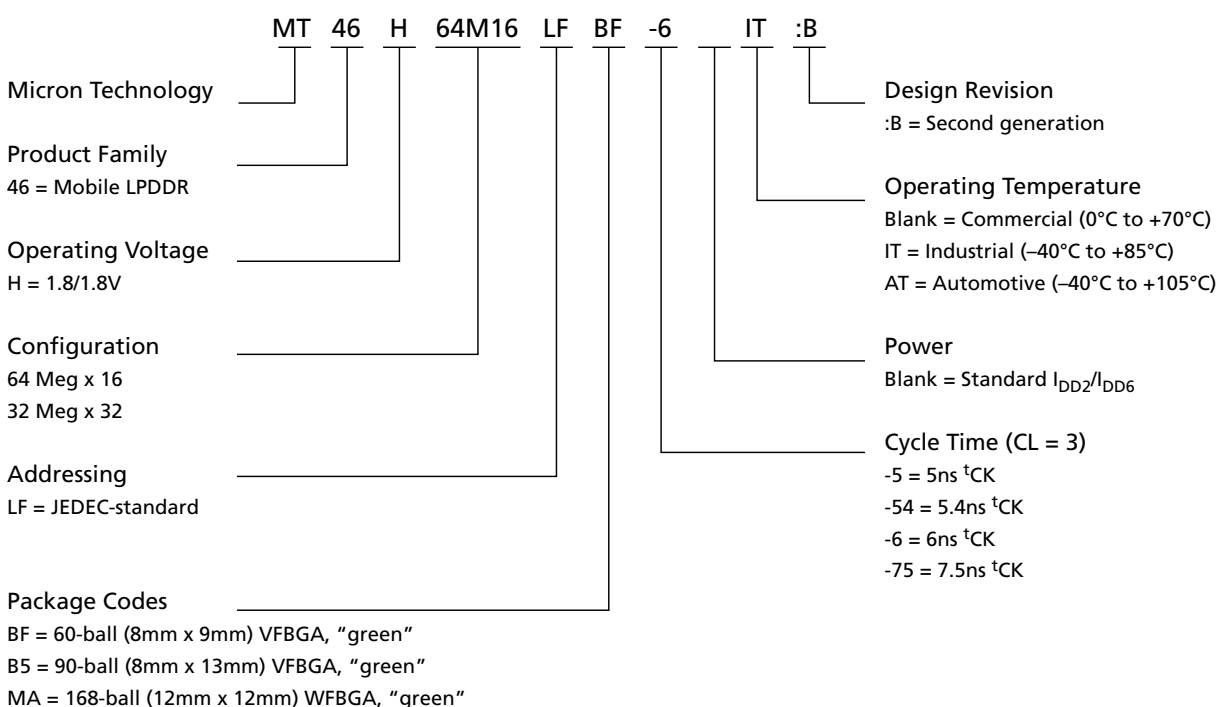 MT 46 H 64M16 LF BF -6 IT :B
Micron Technology
Product Family
46 = Mobile LPDDR
Operating Voltage
H = 1.8/1.8V
Configuration
64 Meg x 16
32 Meg x 32
Addressing
LF = JEDEC-standard
Package Codes
BF = 60-ball (8mm x 9mm) VFBGA, “green”
B5 = 90-ball (8mm x 13mm) VFBGA, “green”
MA = 168-ball (12mm x 12mm) WFBGA, “green”
Design Revision
:B = Second generation
Operating Temperature
Blank = Commercial (0°C to +70°C)
IT = Industrial (–40°C to +85°C)
AT = Automotive (–40°C to +105°C)
Power
Blank = Standard IDD2/IDD6
Cycle Time (CL = 3)
-5 = 5ns tCK
-54 = 5.4ns tCK
-6 = 6ns tCK
-75 = 7.5ns tCK